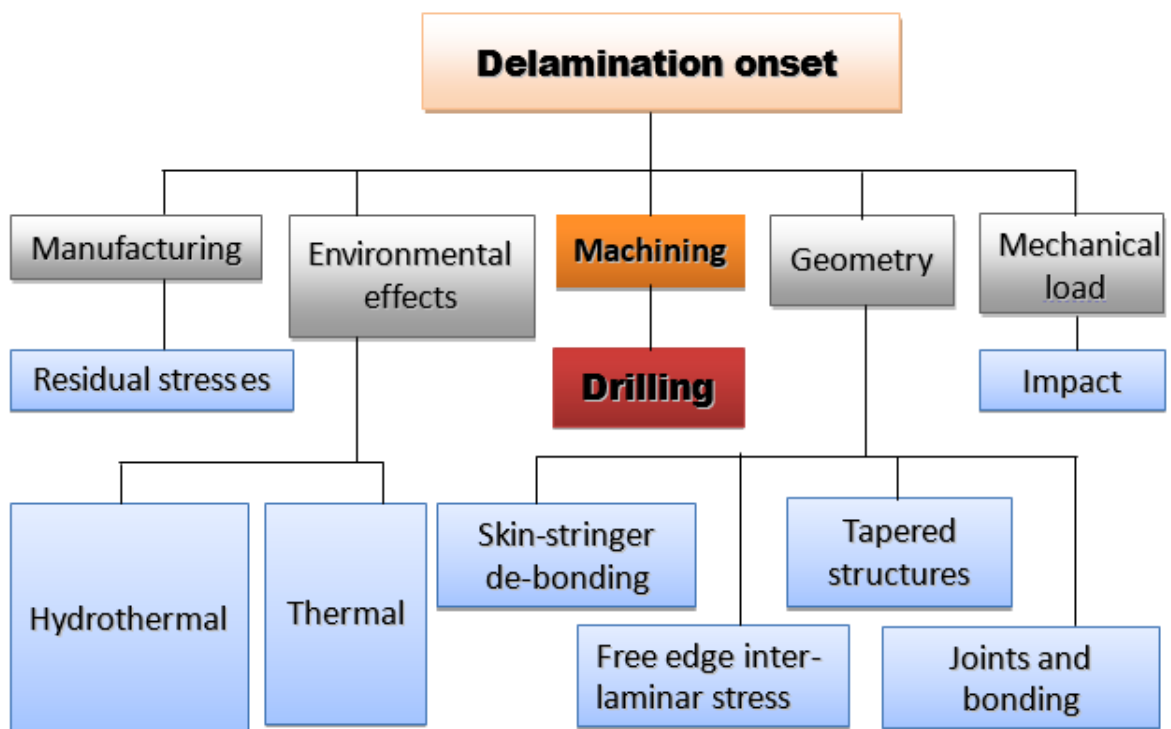 Delamination onset
Manufacturing
Environmental
effects
Machining
Geometry
Mechanical
load
Residual stresses
Drilling
Impact
Hydrothermal
Thermal
Skin-stringer
de-bonding
Free edge inter-
laminar stress
Tapered
structures
Joints and
bonding